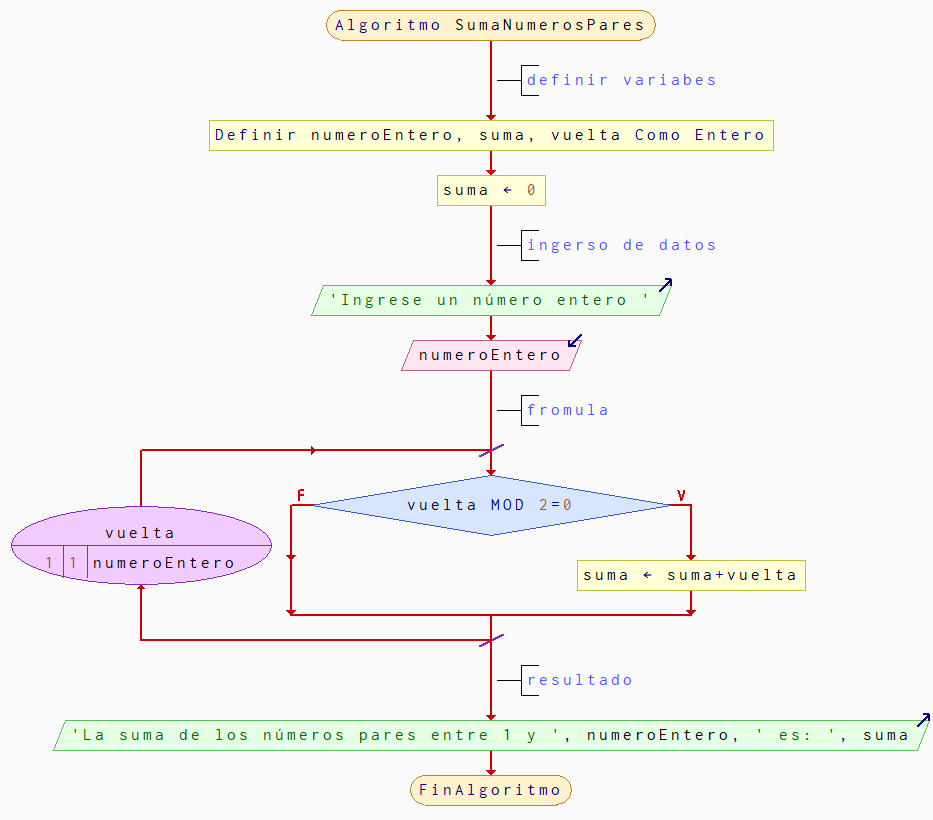 Algoritmo SumaNumerosPares
definir variabes
Definir numeroEntero, suma, vuelta Como Entero
suma ← 0
ingerso de datos
'Ingrese un número entero '
numeroEntero
fromula
F
vuelta MOD 2=0
V
vuelta
1 1 numeroEntero
suma ← suma+vuelta
resultado
'La suma de los números pares entre 1 y ', numeroEntero, ' es: ', suma
FinAlgoritmo